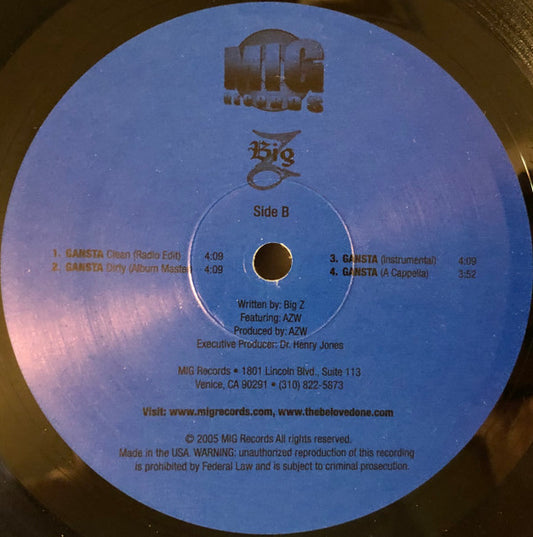 MIG
RECORDS
Big Z
Side B
1. GANSTA Clean (Radio Edit) 4:09
2. GANSTA Dirty (Album Master) 4:09
3. GANSTA (Instrumental) 4:09
4. GANSTA (A Cappella) 3:52
Written by: Big Z
Featuring: AZW
Produced by: AZW
Executive Producer: Dr. Henry Jones
MIG Records • 1801 Lincoln Blvd., Suite 113
Venice, CA 90291 • (310) 822-5873
Visit: www.migrecords.com, www.thebelovedone.com
© 2005 MIG Records All rights reserved.
Made in the USA. WARNING: unauthorized reproduction of this recording
is prohibited by Federal Law and is subject to criminal prosecution.